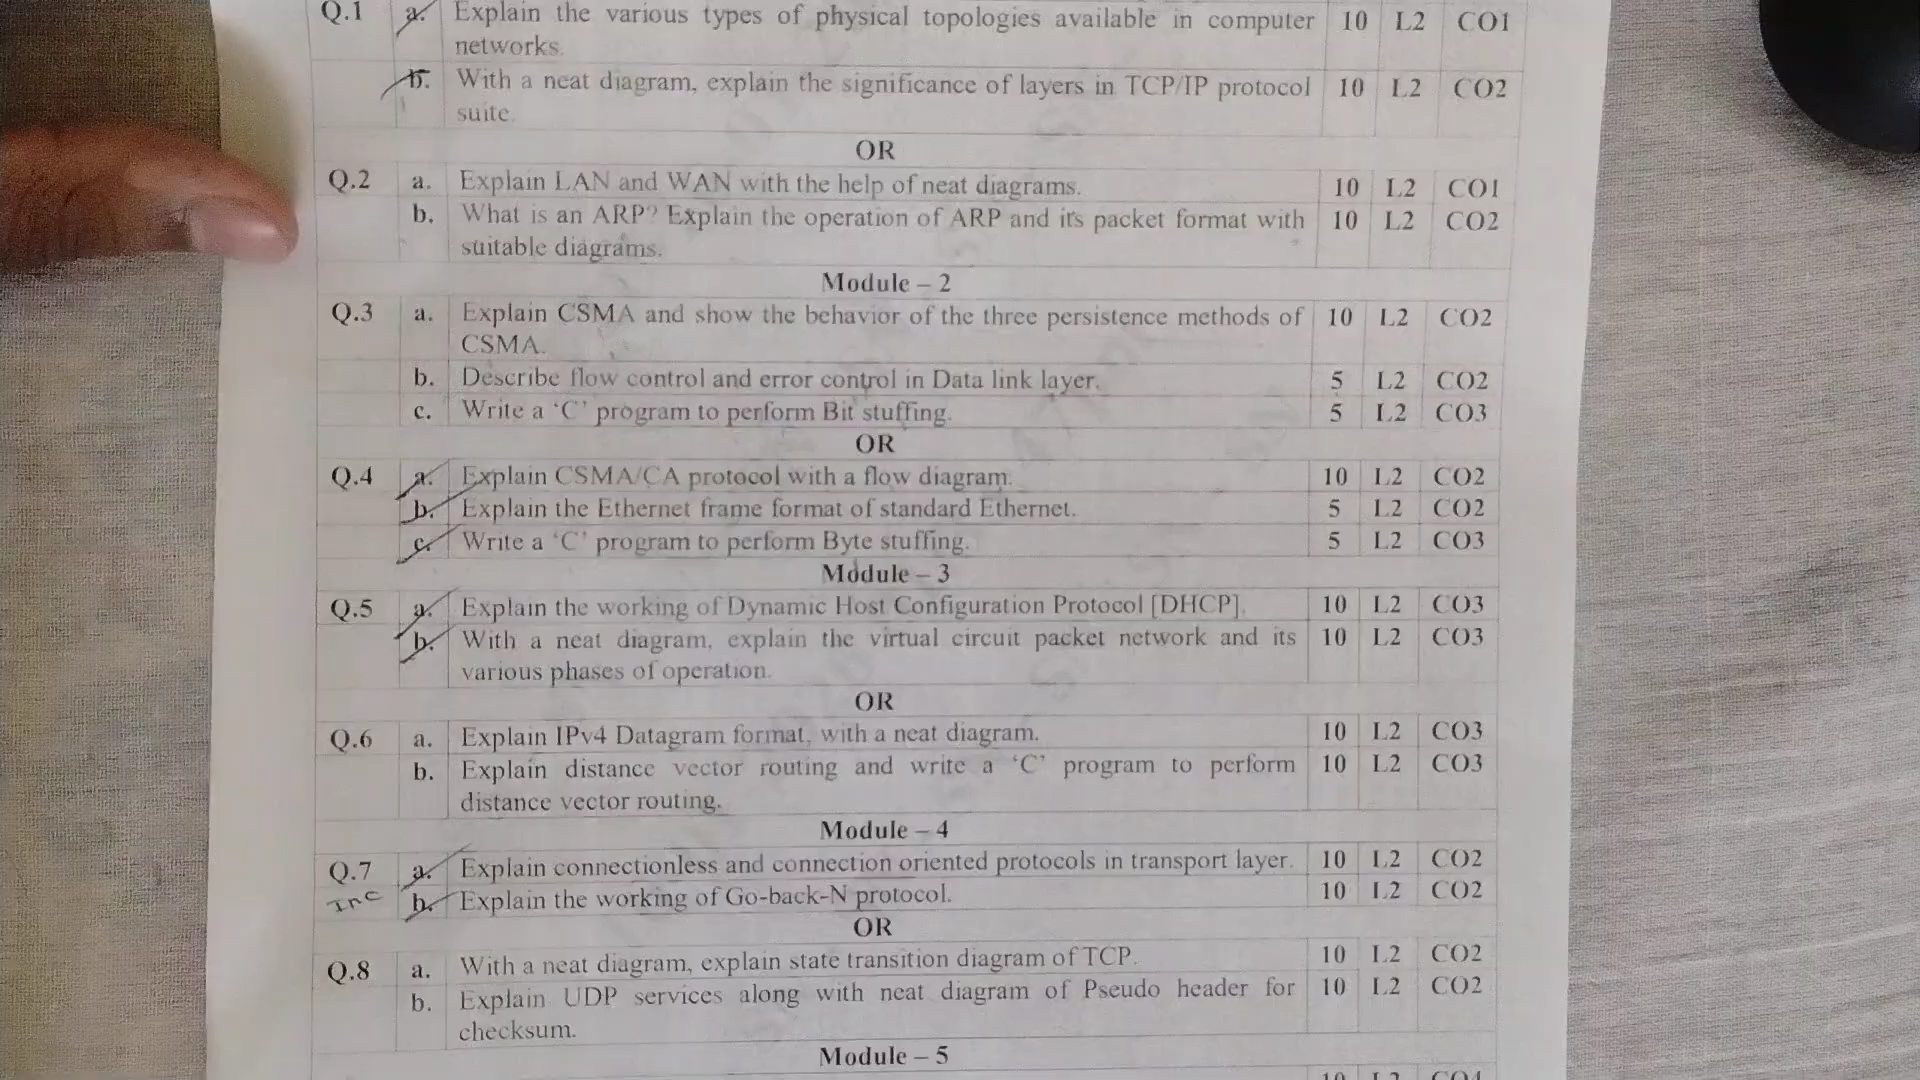 Q.1 a. Explain the various types of physical topologies available in computer 10 L2 CO1
networks.
b. With a neat diagram, explain the significance of layers in TCP/IP protocol 10 L2 CO2
suite.
OR
Q.2 a. Explain LAN and WAN with the help of neat diagrams. 10 L2 CO1
b. What is an ARP? Explain the operation of ARP and its packet format with 10 L2 CO2
suitable diagrams.
Module – 2
Q.3 a. Explain CSMA and show the behavior of the three persistence methods of 10 L2 CO2
CSMA.
b. Describe flow control and error control in Data link layer. 5 L2 CO2
c. Write a ‘C’ program to perform Bit stuffing. 5 L2 CO3
OR
Q.4 a. Explain CSMA/CA protocol with a flow diagram. 10 L2 CO2
b. Explain the Ethernet frame format of standard Ethernet. 5 L2 CO2
c. Write a ‘C’ program to perform Byte stuffing. 5 L2 CO3
Module – 3
Q.5 a. Explain the working of Dynamic Host Configuration Protocol [DHCP]. 10 L2 CO3
b. With a neat diagram, explain the virtual circuit packet network and its 10 L2 CO3
various phases of operation.
OR
Q.6 a. Explain IPv4 Datagram format, with a neat diagram. 10 L2 CO3
b. Explain distance vector routing and write a ‘C’ program to perform 10 L2 CO3
distance vector routing.
Module – 4
Q.7 a. Explain connectionless and connection oriented protocols in transport layer. 10 L2 CO2
Inc b. Explain the working of Go-back-N protocol. 10 L2 CO2
OR
Q.8 a. With a neat diagram, explain state transition diagram of TCP. 10 L2 CO2
b. Explain UDP services along with neat diagram of Pseudo header for 10 L2 CO2
checksum.
Module – 5